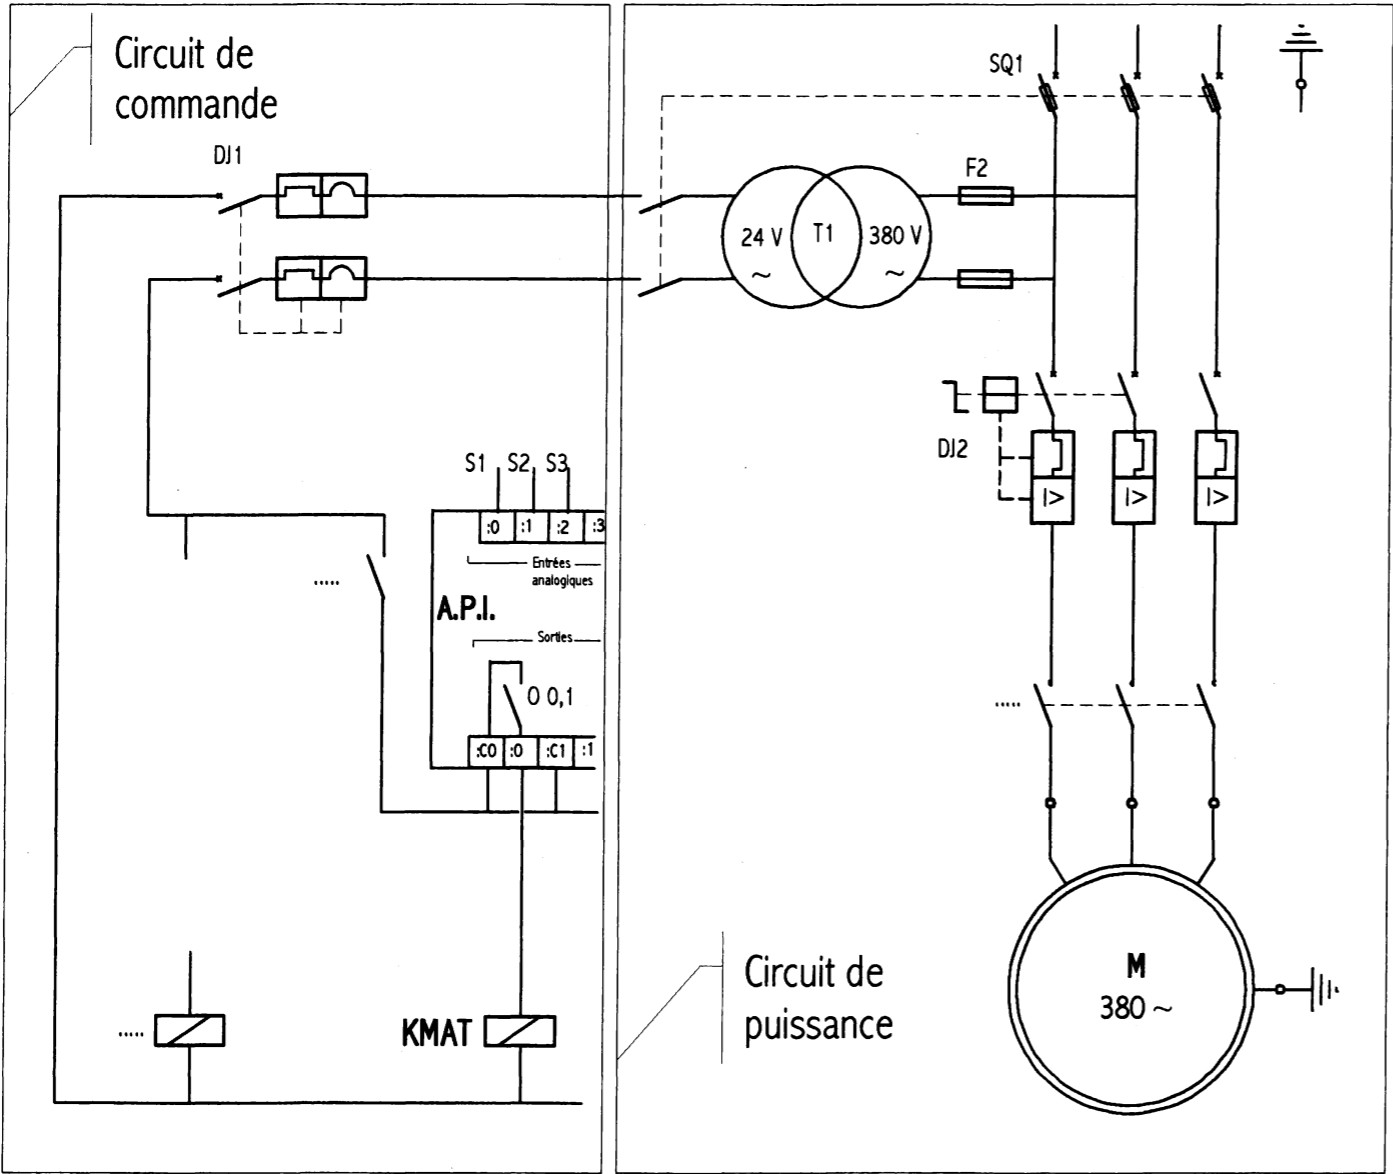 Circuit de
commande
DJ1
SQ1
F2
24 V
~
T1
380 V
~
DJ2
I>
I>
I>
S1 S2 S3
:0 :1 :2 :3
Entrées
analogiques
.....
A.P.I.
Sorties
O 0,1
:C0 :0 :C1 :1
.....
.....
KMAT
Circuit de
puissance
M
380 ~